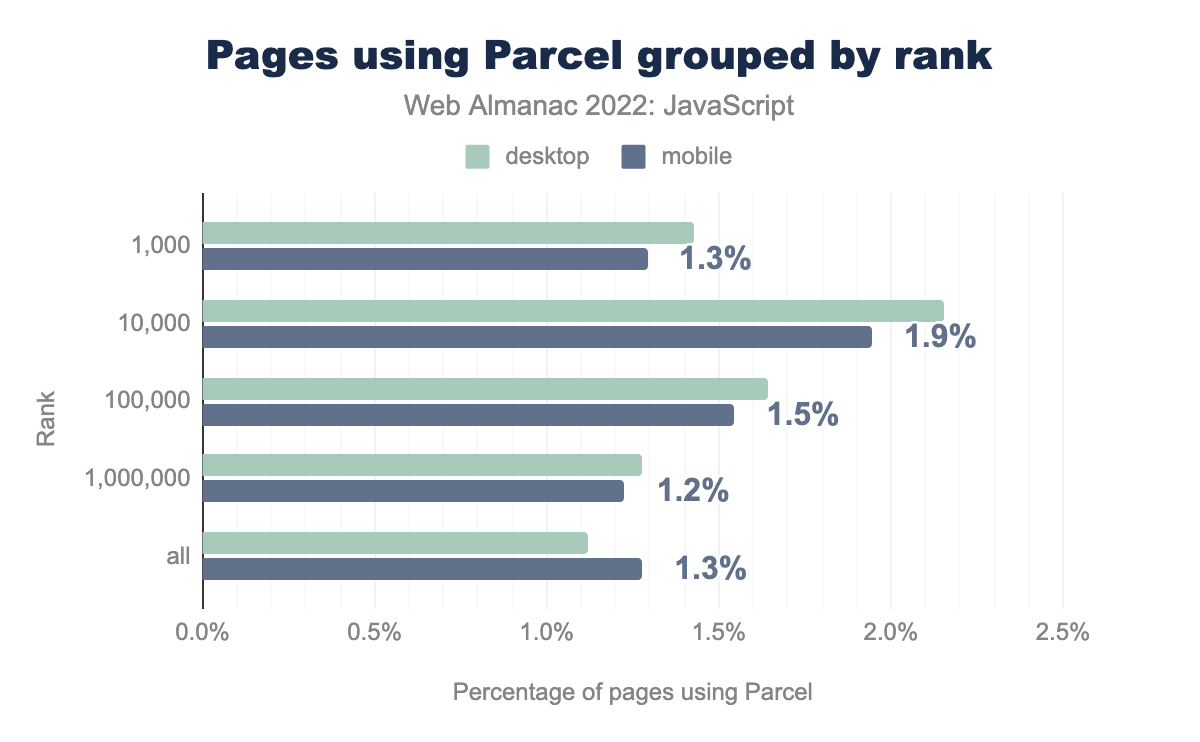 Pages using Parcel grouped by rank
Web Almanac 2022: JavaScript
desktop
mobile
1,000
1.3%
10,000
1.9%
100,000
1.5%
1,000,000
1.2%
all
1.3%
Rank
0.0%
0.5%
1.0%
1.5%
2.0%
2.5%
Percentage of pages using Parcel